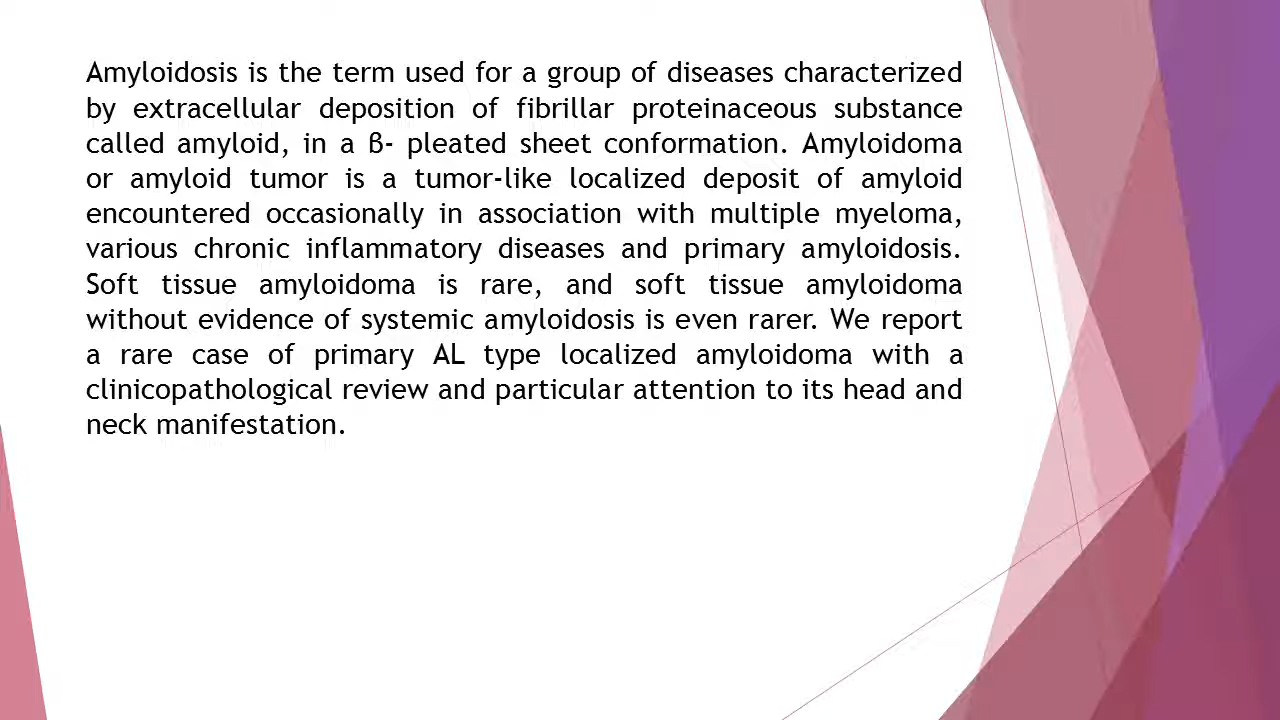 Amyloidosis is the term used for a group of diseases characterized
by extracellular deposition of fibrillar proteinaceous substance
called amyloid, in a ß- pleated sheet conformation. Amyloidoma
or amyloid tumor is a tumor-like localized deposit of amyloid
encountered occasionally in association with multiple myeloma,
various chronic inflammatory diseases and primary amyloidosis.
Soft tissue amyloidoma is rare, and soft tissue amyloidoma
without evidence of systemic amyloidosis is even rarer. We report
a rare case of primary AL type localized amyloidoma with a
clinicopathological review and particular attention to its head and
neck manifestation.